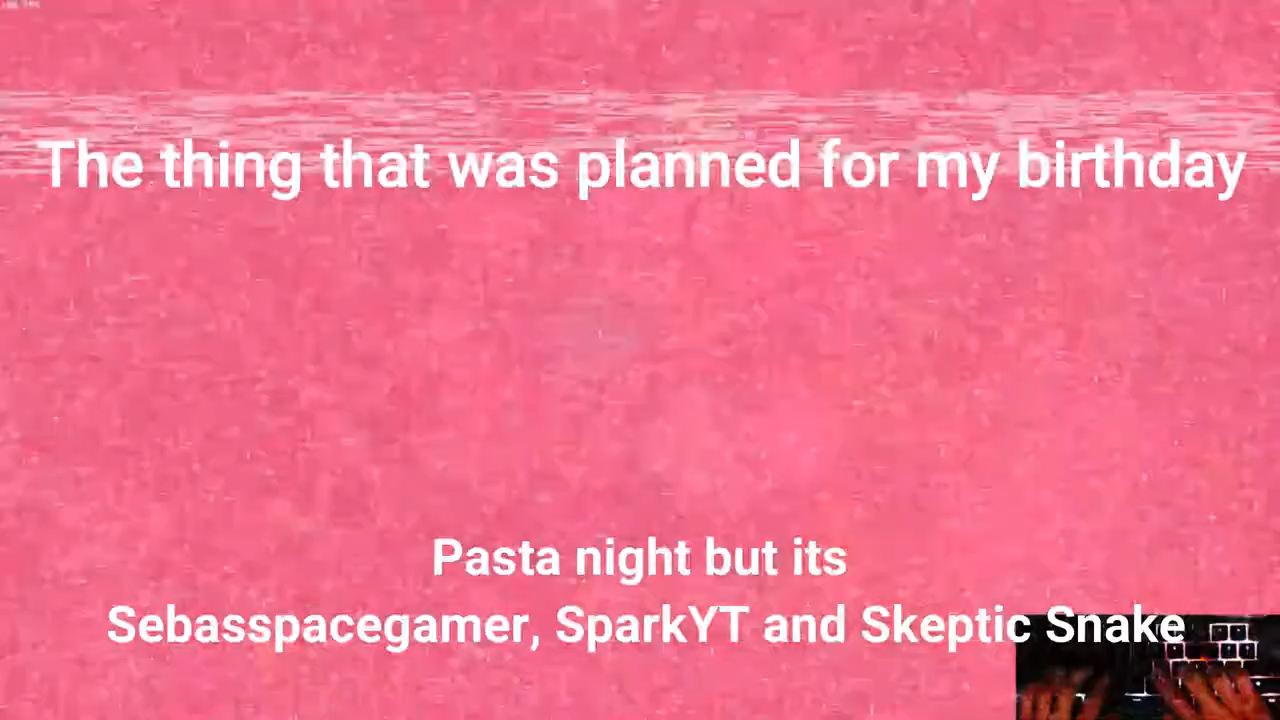 The thing that was planned for my birthday
Pasta night but its
Sebasspacegamer, SparkYT and Skeptic Snake